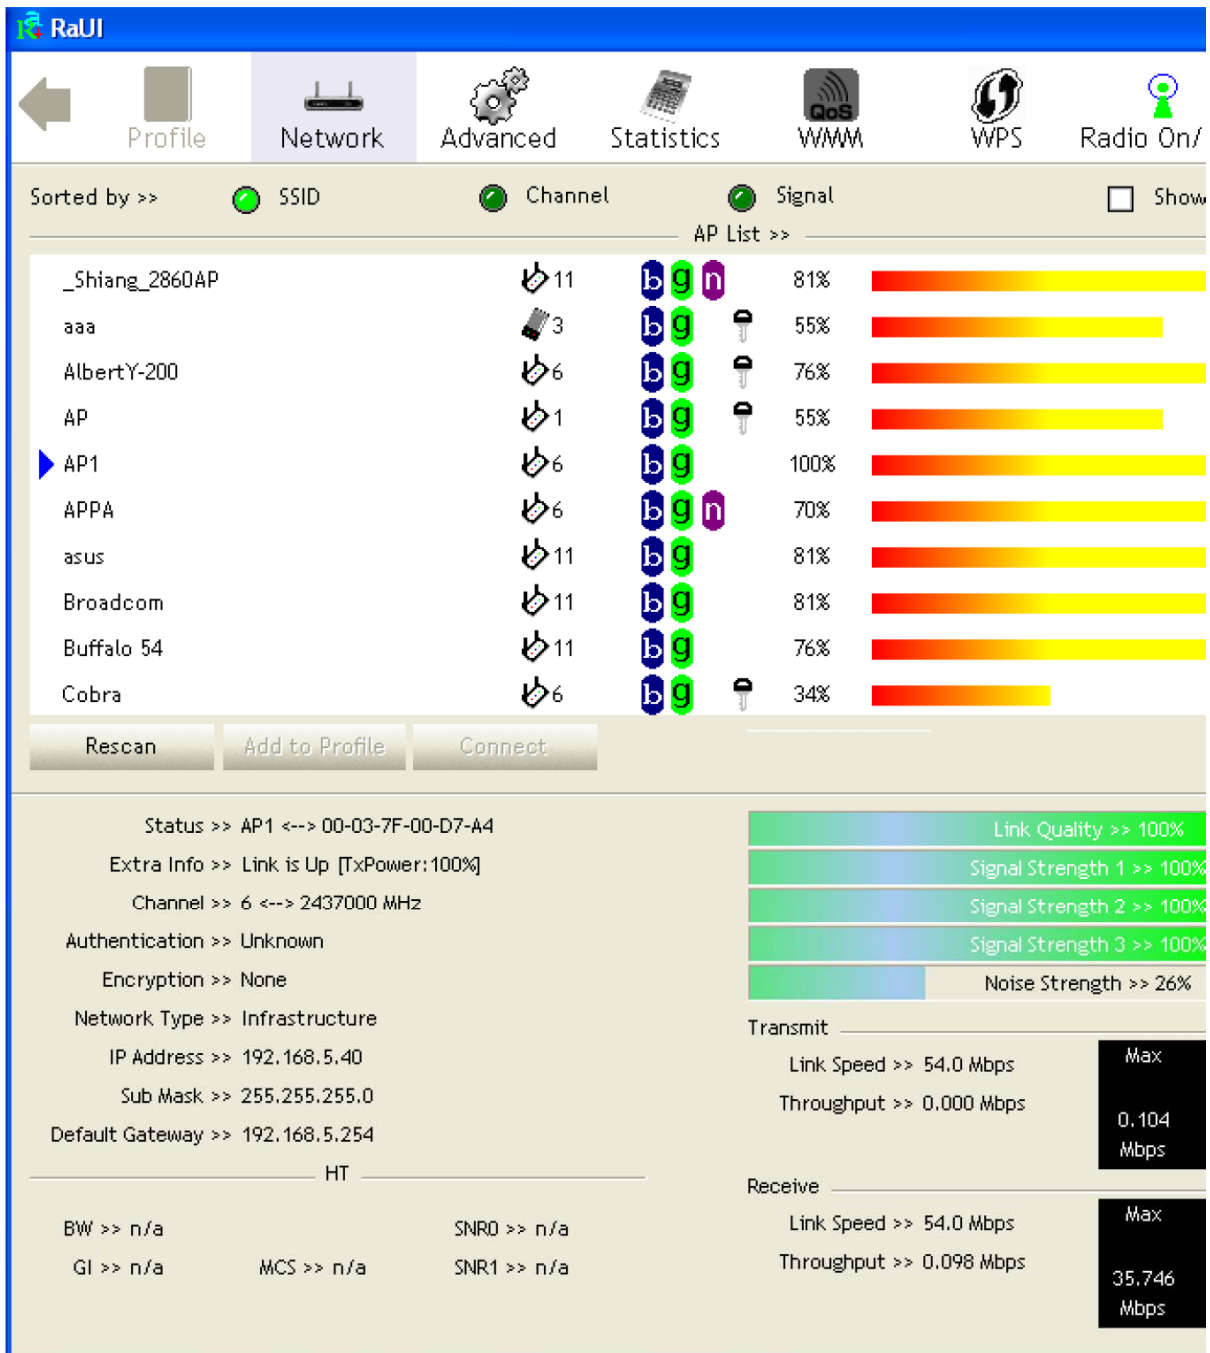 RaUI
Profile Network Advanced Statistics QoS WMM WPS Radio On/
Sorted by >> SSID Channel Signal Show
AP List >>
_Shiang_2860AP 11 b g n 81%
aaa 3 b g 55%
AlbertY-200 6 b g 76%
AP 1 b g 55%
AP1 6 b g 100%
APPA 6 b g n 70%
asus 11 b g 81%
Broadcom 11 b g 81%
Buffalo 54 11 b g 76%
Cobra 6 b g 34%
Rescan Add to Profile Connect
Status >> AP1 <--> 00-03-7F-00-D7-A4
Extra Info >> Link is Up [TxPower:100%]
Channel >> 6 <--> 2437000 MHz
Authentication >> Unknown
Encryption >> None
Network Type >> Infrastructure
IP Address >> 192.168.5.40
Sub Mask >> 255.255.255.0
Default Gateway >> 192.168.5.254
HT
BW >> n/a SNR0 >> n/a
GI >> n/a MCS >> n/a SNR1 >> n/a
Link Quality >> 100%
Signal Strength 1 >> 100%
Signal Strength 2 >> 100%
Signal Strength 3 >> 100%
Noise Strength >> 26%
Transmit
Link Speed >> 54.0 Mbps
Throughput >> 0.000 Mbps
Max
0.104
Mbps
Receive
Link Speed >> 54.0 Mbps
Throughput >> 0.098 Mbps
Max
35.746
Mbps